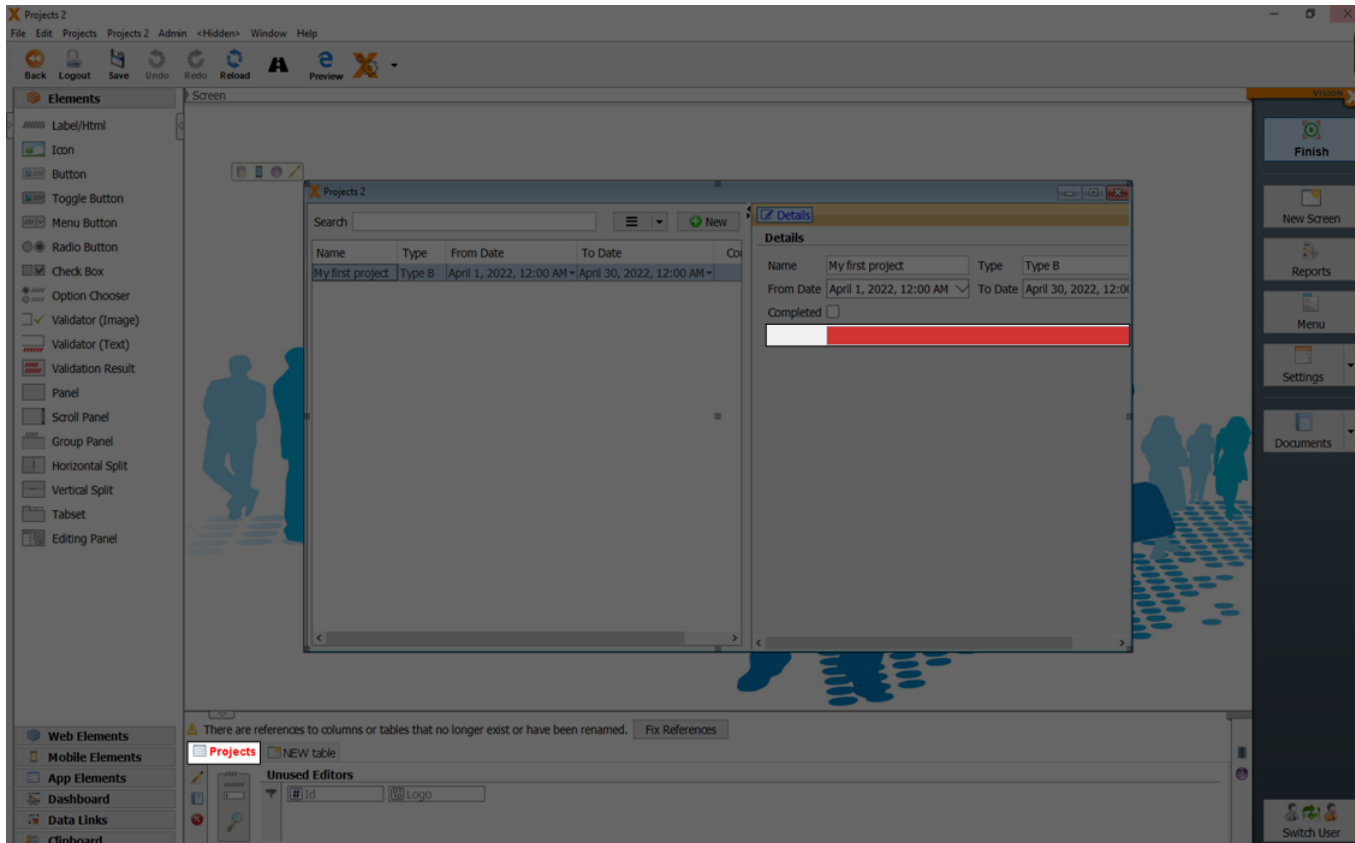 Projects 2
File Edit Projects Projects 2 Admin <Hidden> Window Help
Back Logout Save Undo Redo Reload Preview
Elements
Screen
VISION X
Label/Html
Icon
Button
Toggle Button
Menu Button
Radio Button
Check Box
Option Chooser
Validator (Image)
Validator (Text)
Validation Result
Panel
Scroll Panel
Group Panel
Horizontal Split
Vertical Split
Tabset
Editing Panel
Web Elements
Mobile Elements
App Elements
Dashboard
Data Links
Clipboard
Projects 2
Search New
Name Type From Date To Date
My first project Type B April 1, 2022, 12:00 AM April 30, 2022, 12:00 AM
Details
Details
Name My first project Type Type B
From Date April 1, 2022, 12:00 AM To Date April 30, 2022, 12:00
Completed
Finish
New Screen
Reports
Menu
Settings
Documents
Switch User
There are references to columns or tables that no longer exist or have been renamed. Fix References
Projects NEW table
Unused Editors
# Id Logo